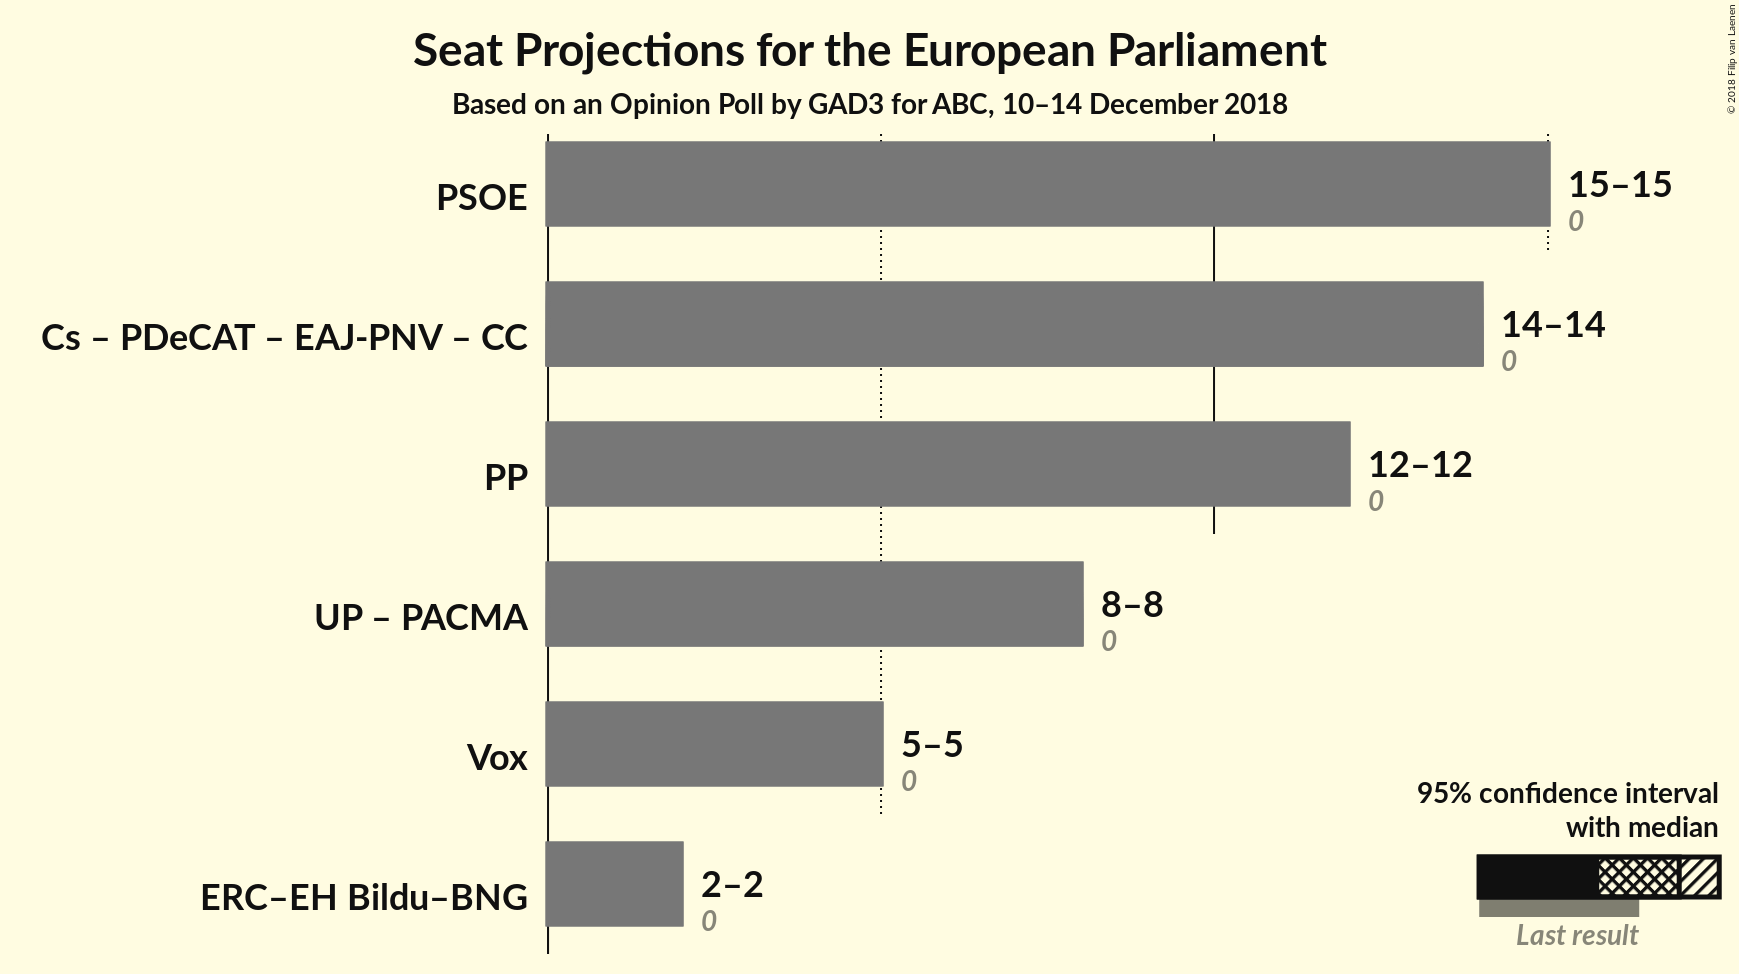 Seat Projections for the European Parliament
Based on an Opinion Poll by GAD3 for ABC, 10–14 December 2018
© 2018 Filip van Laenen
PSOE
15–15
0
Cs – PDeCAT – EAJ-PNV – CC
14–14
0
PP
12–12
0
UP – PACMA
8–8
0
Vox
5–5
0
ERC–EH Bildu–BNG
2–2
0
95% confidence interval
with median
Last result